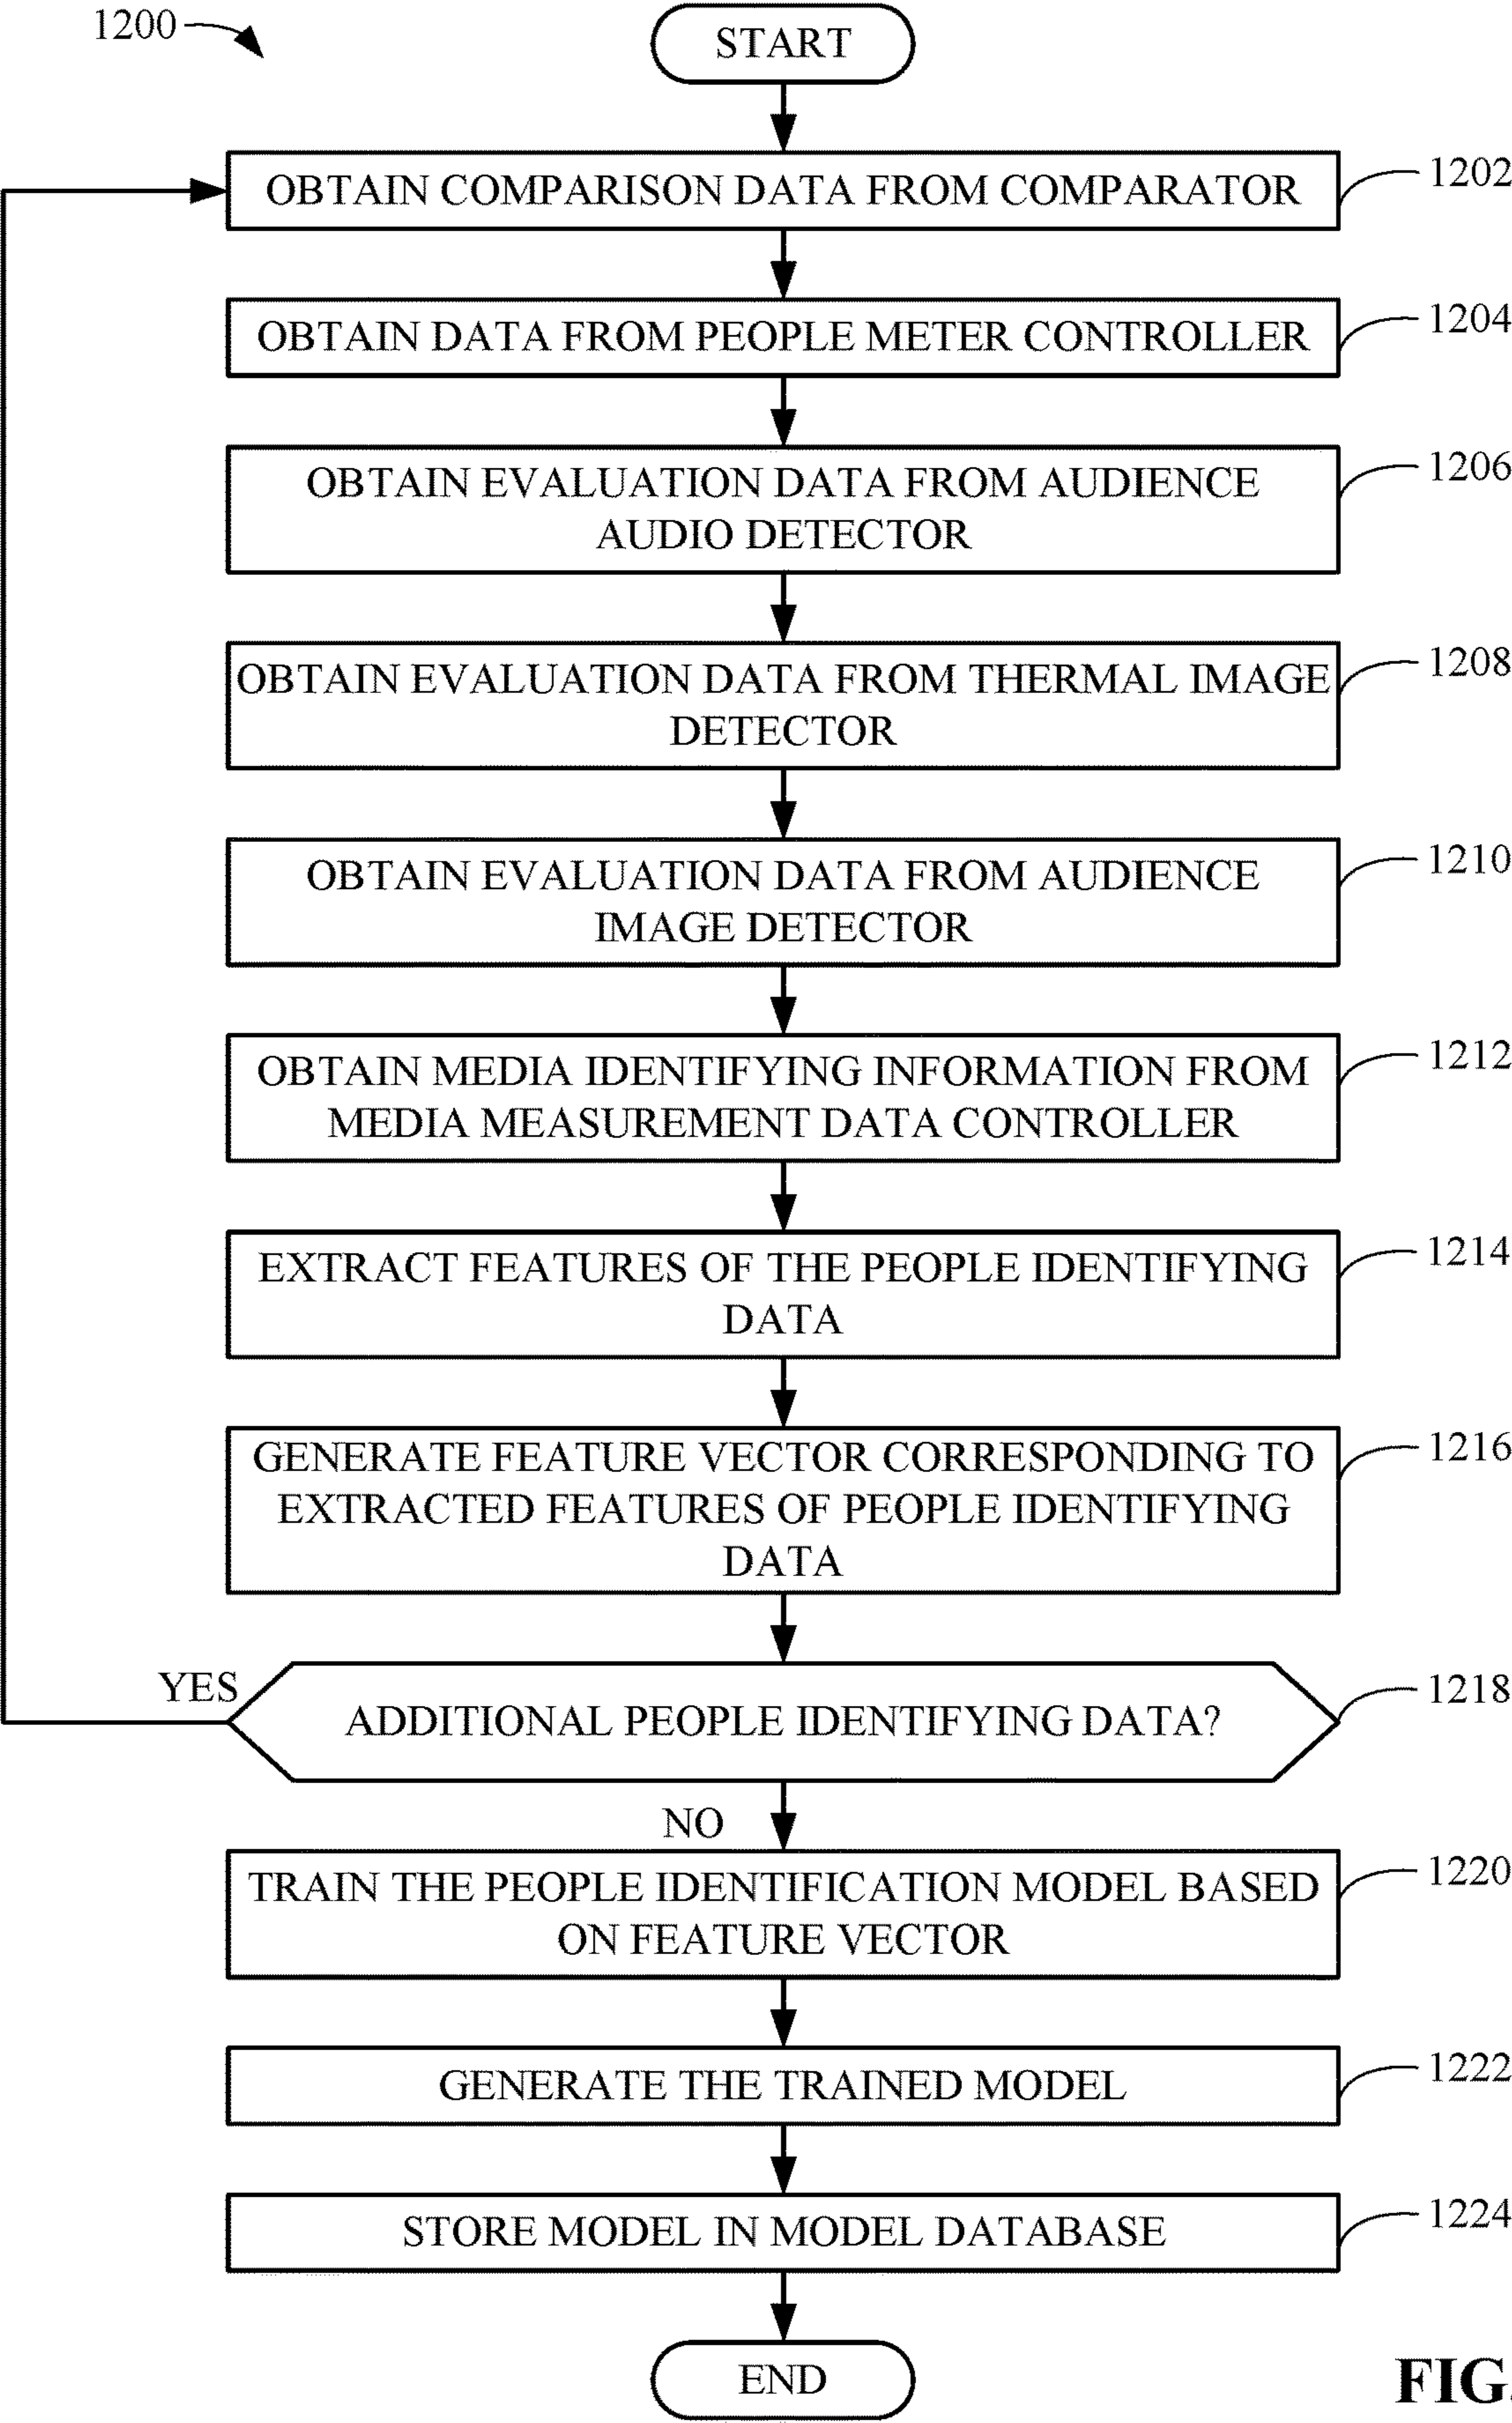 1200
START
OBTAIN COMPARISON DATA FROM COMPARATOR
1202
OBTAIN DATA FROM PEOPLE METER CONTROLLER
1204
OBTAIN EVALUATION DATA FROM AUDIENCE
AUDIO DETECTOR
1206
OBTAIN EVALUATION DATA FROM THERMAL IMAGE
DETECTOR
1208
OBTAIN EVALUATION DATA FROM AUDIENCE
IMAGE DETECTOR
1210
OBTAIN MEDIA IDENTIFYING INFORMATION FROM
MEDIA MEASUREMENT DATA CONTROLLER
1212
EXTRACT FEATURES OF THE PEOPLE IDENTIFYING
DATA
1214
GENERATE FEATURE VECTOR CORRESPONDING TO
EXTRACTED FEATURES OF PEOPLE IDENTIFYING
DATA
1216
YES
ADDITIONAL PEOPLE IDENTIFYING DATA?
1218
NO
TRAIN THE PEOPLE IDENTIFICATION MODEL BASED
ON FEATURE VECTOR
1220
GENERATE THE TRAINED MODEL
1222
STORE MODEL IN MODEL DATABASE
1224
END
FIG.